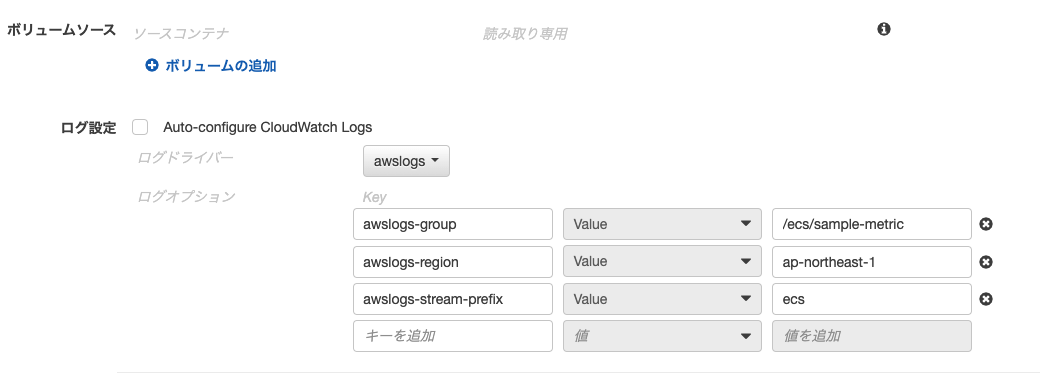 ボリュームソース ソースコンテナ 読み取り専用
ボリュームの追加
ログ設定 Auto-configure CloudWatch Logs
ログドライバー awslogs
ログオプション Key
awslogs-group Value /ecs/sample-metric
awslogs-region Value ap-northeast-1
awslogs-stream-prefix Value ecs
キーを追加 値 値を追加